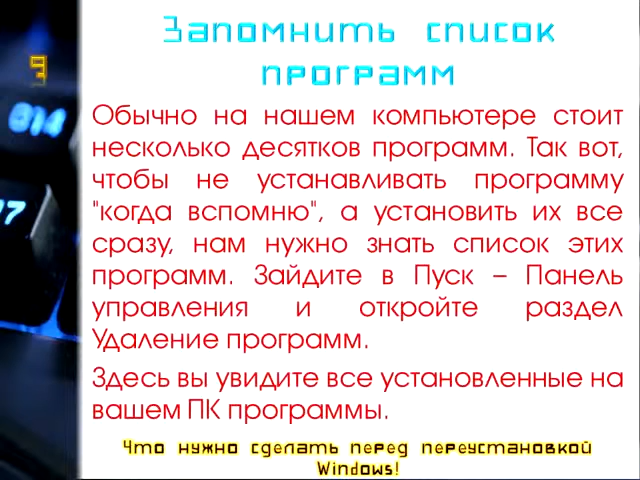 Запомнить список
программ
9
Обычно на нашем компьютере стоит
несколько десятков программ. Так вот,
чтобы не устанавливать программу
"когда вспомню", а установить их все
сразу, нам нужно знать список этих
программ. Зайдите в Пуск – Панель
управления и откройте раздел
Удаление программ.
Здесь вы увидите все установленные на
вашем ПК программы.
Что нужно сделать перед переустановкой
Windows!